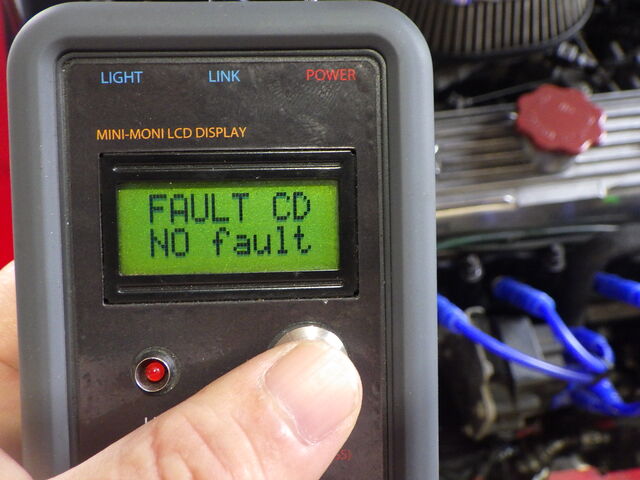 LIGHT LINK POWER
MINI-MONI LCD DISPLAY
FAULT CD
NO fault